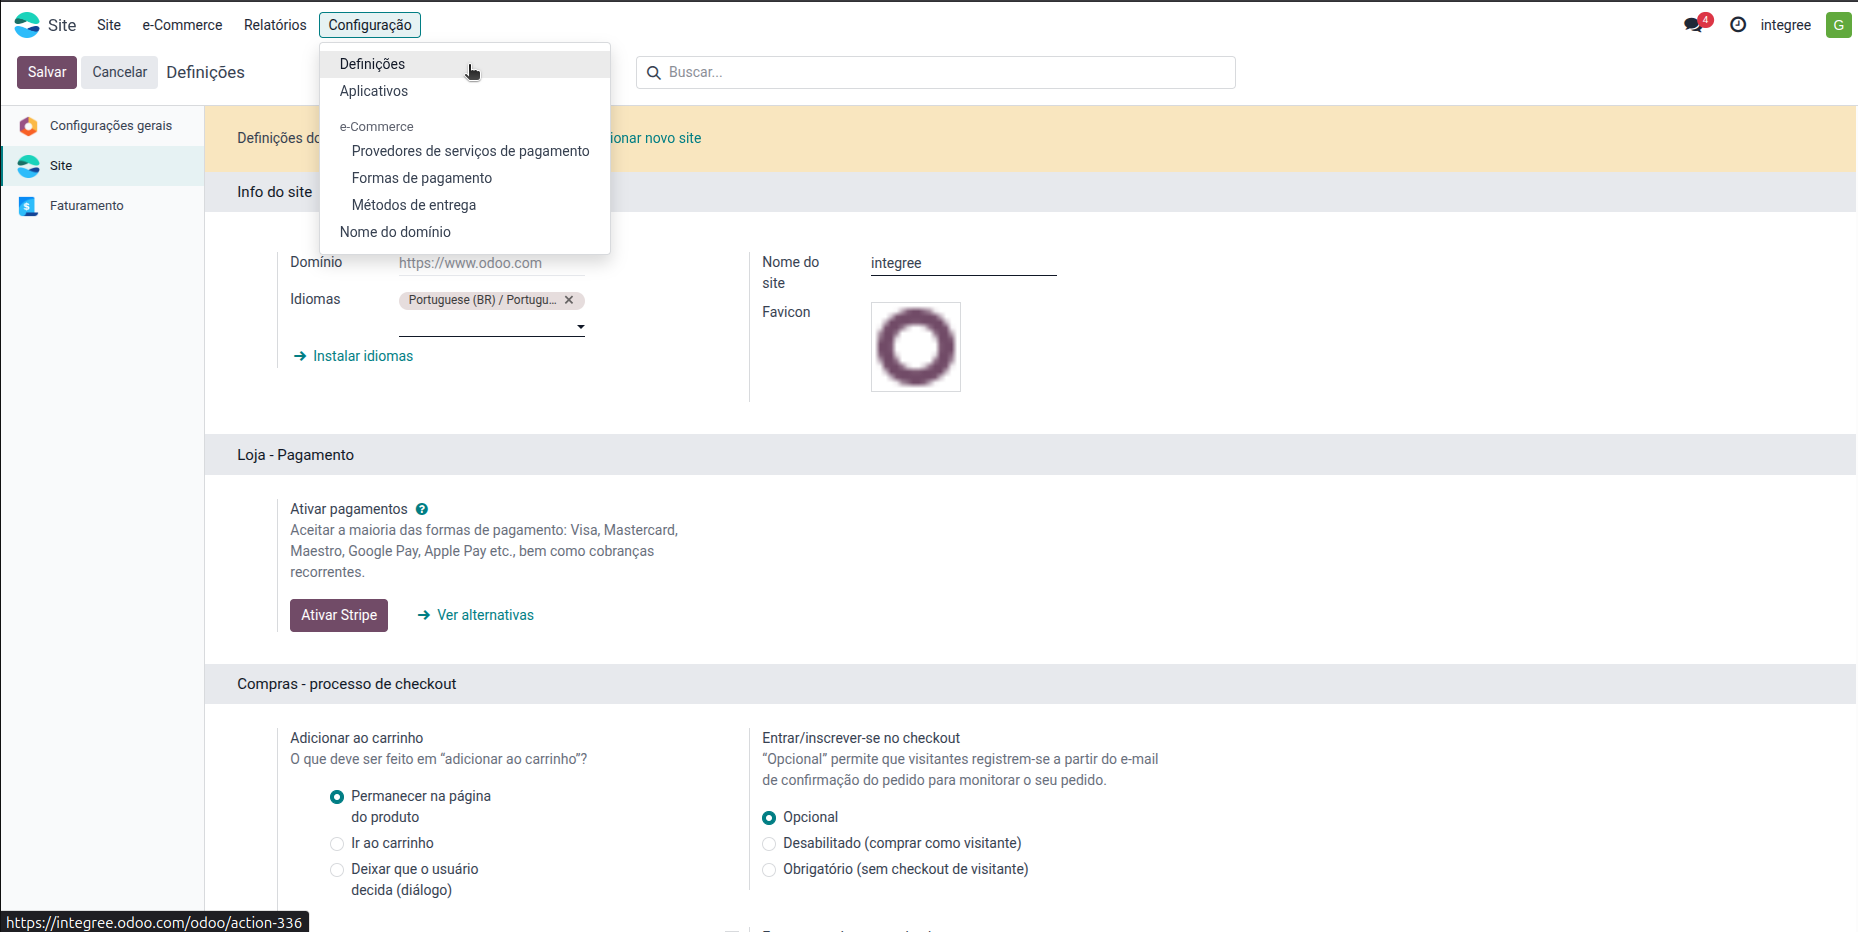 Site
Site
e-Commerce
Relatórios
Configuração
4
integree
G
Salvar
Cancelar
Definições
Buscar...
Definições
Aplicativos
e-Commerce
Provedores de serviços de pagamento
Formas de pagamento
Métodos de entrega
Nome do domínio
Configurações gerais
Site
Faturamento
Definições do
ionar novo site
Info do site
Domínio
https://www.odoo.com
Idiomas
Portuguese (BR) / Portugu...
Instalar idiomas
Nome do
site
integree
Favicon
Loja - Pagamento
Ativar pagamentos
Aceitar a maioria das formas de pagamento: Visa, Mastercard,
Maestro, Google Pay, Apple Pay etc., bem como cobranças
recorrentes.
Ativar Stripe
Ver alternativas
Compras - processo de checkout
Adicionar ao carrinho
O que deve ser feito em “adicionar ao carrinho”?
Permanecer na página
do produto
Ir ao carrinho
Deixar que o usuário
decida (diálogo)
Entrar/inscrever-se no checkout
“Opcional” permite que visitantes registrem-se a partir do e-mail
de confirmação do pedido para monitorar o seu pedido.
Opcional
Desabilitado (comprar como visitante)
Obrigatório (sem checkout de visitante)
https://integree.odoo.com/odoo/action-336